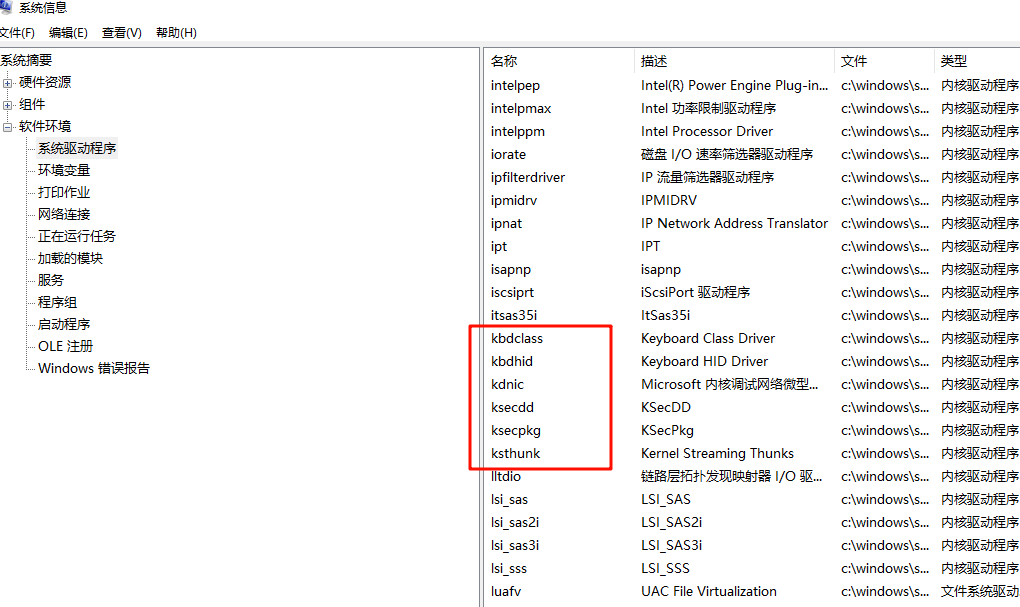 系统信息
文件(F) 编辑(E) 查看(V) 帮助(H)
系统摘要
硬件资源
组件
软件环境
系统驱动程序
环境变量
打印作业
网络连接
正在运行任务
加载的模块
服务
程序组
启动程序
OLE 注册
Windows 错误报告
名称 描述 文件 类型
intelpep Intel(R) Power Engine Plug-in... c:\windows\s... 内核驱动程序
intelpmax Intel 功率限制驱动程序 c:\windows\s... 内核驱动程序
intelppm Intel Processor Driver c:\windows\s... 内核驱动程序
iorate 磁盘 I/O 速率筛选器驱动程序 c:\windows\s... 内核驱动程序
ipfilterdriver IP 流量筛选器驱动程序 c:\windows\s... 内核驱动程序
ipmidrv IPMIDRV c:\windows\s... 内核驱动程序
ipnat IP Network Address Translator c:\windows\s... 内核驱动程序
ipt IPT c:\windows\s... 内核驱动程序
isapnp isapnp c:\windows\s... 内核驱动程序
iscsiprt iScsiPort 驱动程序 c:\windows\s... 内核驱动程序
itsas35i ItSas35i c:\windows\s... 内核驱动程序
kbdclass Keyboard Class Driver c:\windows\s... 内核驱动程序
kbdhid Keyboard HID Driver c:\windows\s... 内核驱动程序
kdnic Microsoft 内核调试网络微型... c:\windows\s... 内核驱动程序
ksecdd KSecDD c:\windows\s... 内核驱动程序
ksecpkg KSecPkg c:\windows\s... 内核驱动程序
ksthunk Kernel Streaming Thunks c:\windows\s... 内核驱动程序
lltdio 链路层拓扑发现映射器 I/O 驱... c:\windows\s... 内核驱动程序
lsi_sas LSI_SAS c:\windows\s... 内核驱动程序
lsi_sas2i LSI_SAS2i c:\windows\s... 内核驱动程序
lsi_sas3i LSI_SAS3i c:\windows\s... 内核驱动程序
lsi_sss LSI_SSS c:\windows\s... 内核驱动程序
luafv UAC File Virtualization c:\windows\s... 文件系统驱动